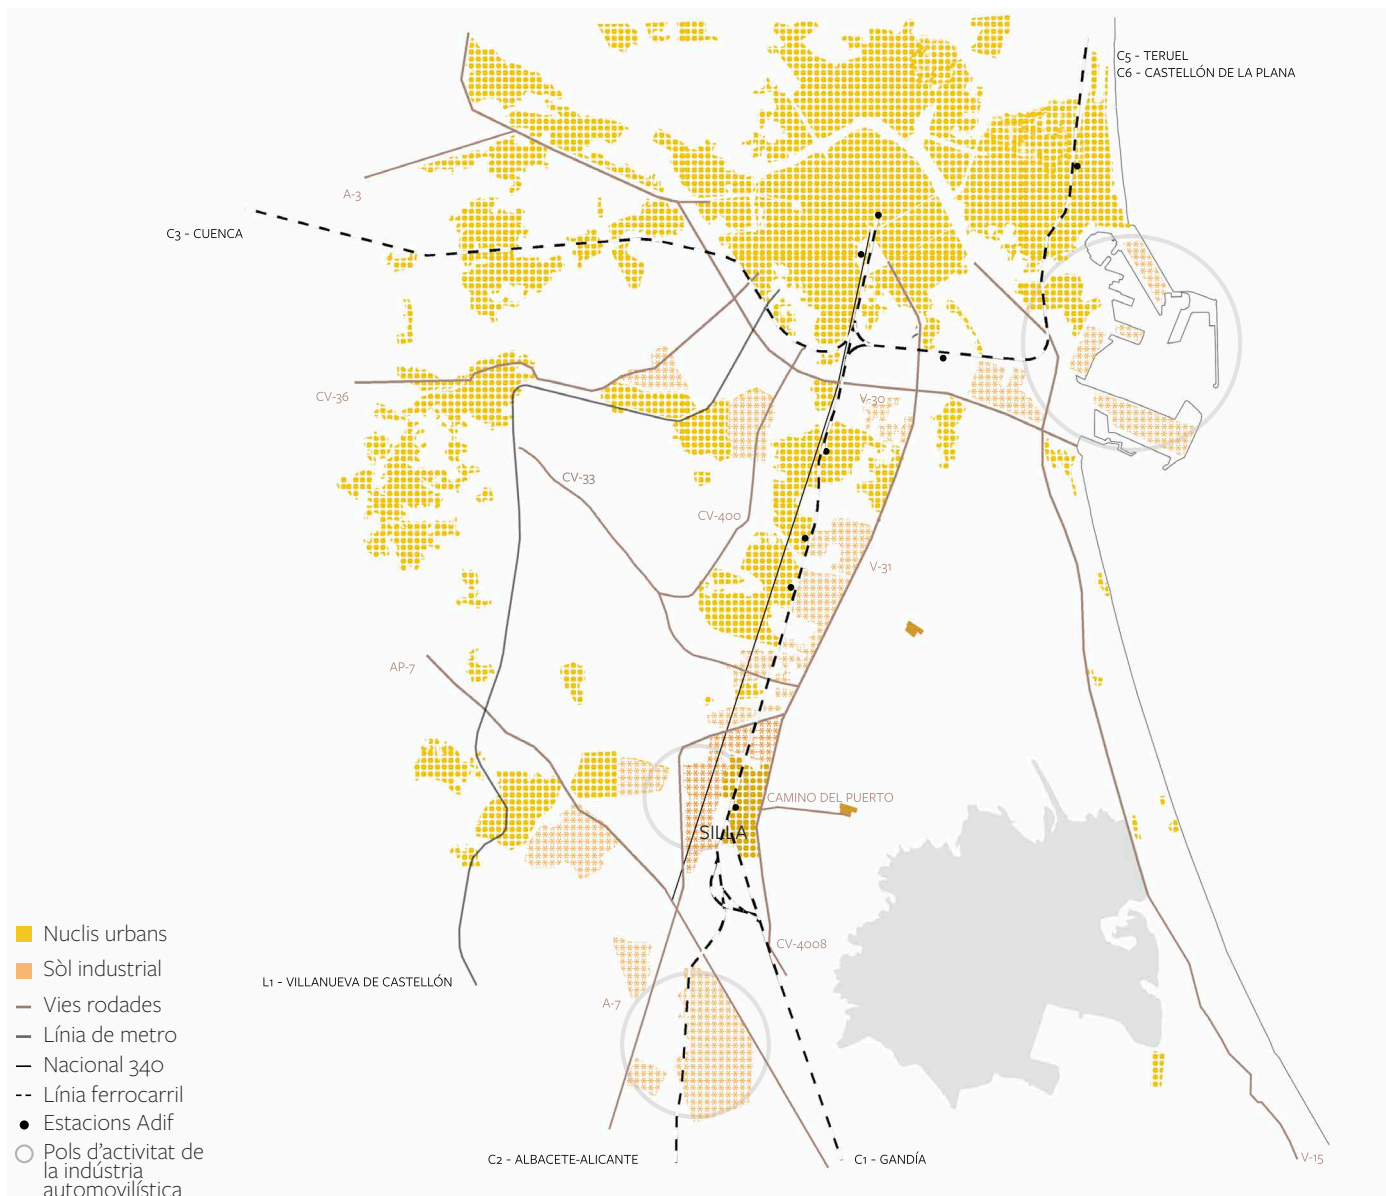 C5 - TERUEL
C6 - CASTELLÓN DE LA PLANA
A-3
C3 - CUENCA
CV-36
V-30
CV-33
CV-400
V-31
AP-7
CAMINO DEL PUERTO
SILLA
Nuclis urbans
CV-4008
Sòl industrial
L1 - VILLANUEVA DE CASTELLÓN
Vies rodades
A-7
Línia de metro
Nacional 340
Línia ferrocarril
Estacions Adif
Pols d'activitat de
la indústria
automovilística
C2 - ALBACETE-ALICANTE
C1 - GANDÍA
V-15